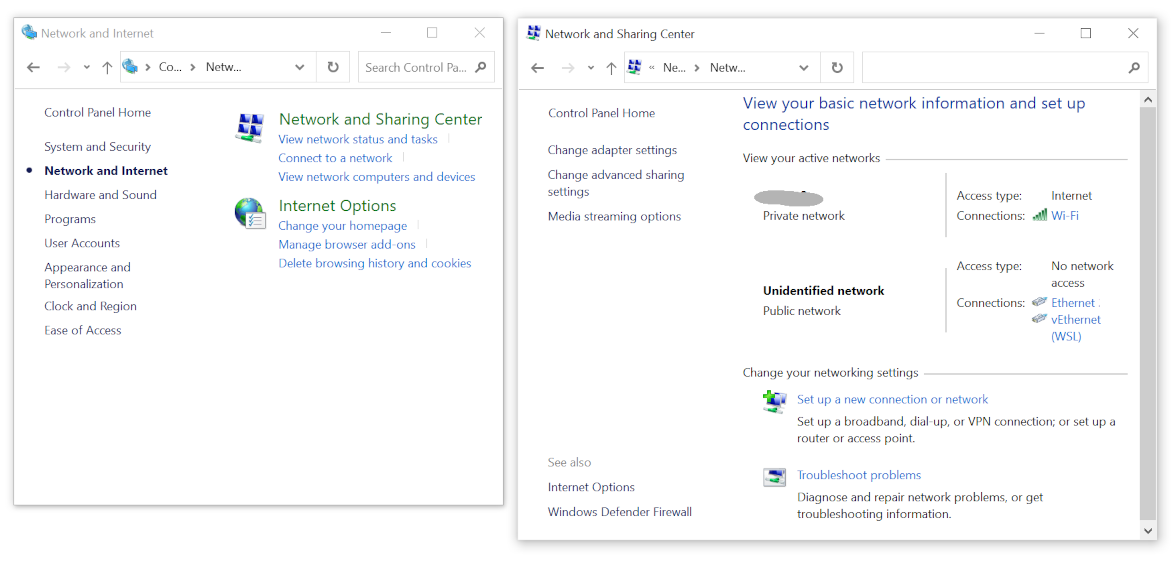 Network and Internet
Co...
Netw...
Search Control Pa...
Control Panel Home
System and Security
Network and Internet
Hardware and Sound
Programs
User Accounts
Appearance and
Personalization
Clock and Region
Ease of Access
Network and Sharing Center
View network status and tasks
Connect to a network
View network computers and devices
Internet Options
Change your homepage
Manage browser add-ons
Delete browsing history and cookies
Network and Sharing Center
« Ne...
Netw...
Control Panel Home
Change adapter settings
Change advanced sharing
settings
Media streaming options
See also
Internet Options
Windows Defender Firewall
View your basic network information and set up
connections
View your active networks
Private network
Access type: Internet
Connections: Wi-Fi
Unidentified network
Public network
Access type: No network
access
Connections: Ethernet .
vEthernet
(WSL)
Change your networking settings
Set up a new connection or network
Set up a broadband, dial-up, or VPN connection; or set up a
router or access point.
Troubleshoot problems
Diagnose and repair network problems, or get
troubleshooting information.